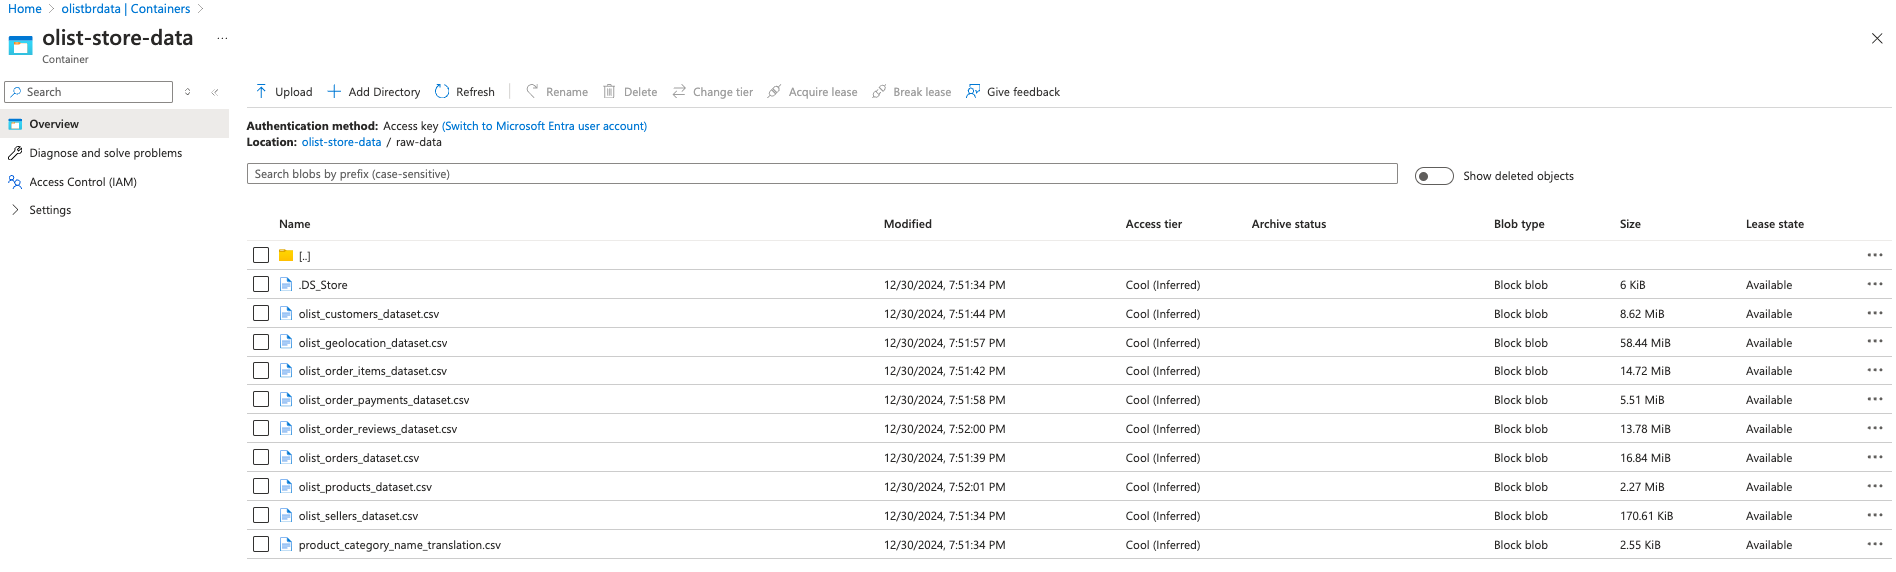 Home > olistbrdata | Containers >
olist-store-data ...
Container
Search
Overview
Diagnose and solve problems
Access Control (IAM)
Settings
Upload Add Directory Refresh Rename Delete Change tier Acquire lease Break lease Give feedback
Authentication method: Access key (Switch to Microsoft Entra user account)
Location: olist-store-data / raw-data
Search blobs by prefix (case-sensitive) Show deleted objects
Name Modified Access tier Archive status Blob type Size Lease state
[..]
.DS_Store 12/30/2024, 7:51:34 PM Cool (Inferred) Block blob 6 KiB Available
olist_customers_dataset.csv 12/30/2024, 7:51:44 PM Cool (Inferred) Block blob 8.62 MiB Available
olist_geolocation_dataset.csv 12/30/2024, 7:51:57 PM Cool (Inferred) Block blob 58.44 MiB Available
olist_order_items_dataset.csv 12/30/2024, 7:51:42 PM Cool (Inferred) Block blob 14.72 MiB Available
olist_order_payments_dataset.csv 12/30/2024, 7:51:58 PM Cool (Inferred) Block blob 5.51 MiB Available
olist_order_reviews_dataset.csv 12/30/2024, 7:52:00 PM Cool (Inferred) Block blob 13.78 MiB Available
olist_orders_dataset.csv 12/30/2024, 7:51:39 PM Cool (Inferred) Block blob 16.84 MiB Available
olist_products_dataset.csv 12/30/2024, 7:52:01 PM Cool (Inferred) Block blob 2.27 MiB Available
olist_sellers_dataset.csv 12/30/2024, 7:51:34 PM Cool (Inferred) Block blob 170.61 KiB Available
product_category_name_translation.csv 12/30/2024, 7:51:34 PM Cool (Inferred) Block blob 2.55 KiB Available